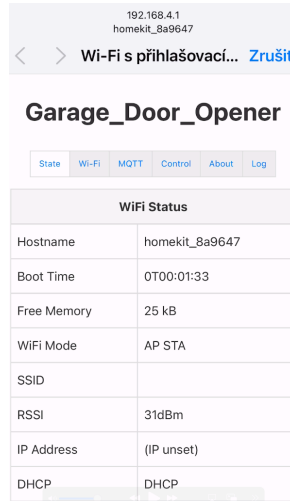 192.168.4.1
homekit_8a9647
Wi-Fi s přihlašovací... Zrušit
Garage_Door_Opener
State Wi-Fi MQTT Control About Log
WiFi Status
Hostname homekit_8a9647
Boot Time 0T00:01:33
Free Memory 25 kB
WiFi Mode AP STA
SSID
RSSI 31dBm
IP Address (IP unset)
DHCP DHCP